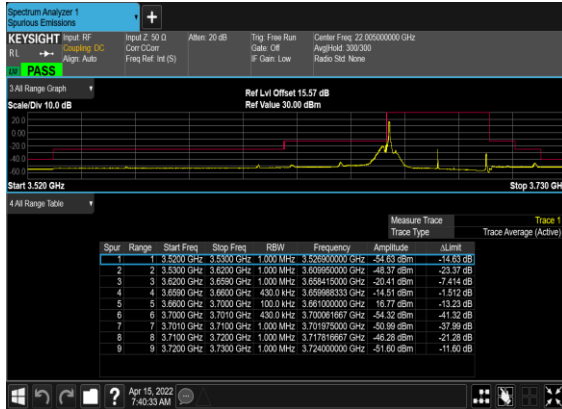 Spectrum Analyzer 1
Spurious Emissions
KEYSIGHT Input: RF Input Z: 50 Ω Atten: 20 dB Trig: Free Run Center Freq: 22.005000000 GHz
RL Coupling: DC Corr CCorr Gate: Off Avg|Hold: 300/300
Align: Auto Freq Ref: Int (S) IF Gain: Low Radio Std: None
PASS
3 All Range Graph Ref Lvl Offset 15.57 dB
Scale/Div 10.0 dB Ref Value 30.00 dBm
20.0
0.00
-20.0
-40.0
-60.0
Start 3.520 GHz Stop 3.730 GH
4 All Range Table
Measure Trace Trace 1
Trace Type Trace Average (Active)
Spur Range Start Freq Stop Freq RBW Frequency Amplitude ΔLimit
1 1 3.5200 GHz 3.5300 GHz 1.000 MHz 3.526900000 GHz -54.63 dBm -14.63 dB
2 2 3.5300 GHz 3.6200 GHz 1.000 MHz 3.609950000 GHz -48.37 dBm -23.37 dB
3 3 3.6200 GHz 3.6590 GHz 1.000 MHz 3.658415000 GHz -20.41 dBm -7.414 dB
4 4 3.6590 GHz 3.6600 GHz 430.0 kHz 3.659988333 GHz -14.51 dBm -1.512 dB
5 5 3.6600 GHz 3.7000 GHz 100.0 kHz 3.661000000 GHz 16.77 dBm -13.23 dB
6 6 3.7000 GHz 3.7010 GHz 430.0 kHz 3.700061667 GHz -54.32 dBm -41.32 dB
7 7 3.7010 GHz 3.7100 GHz 1.000 MHz 3.701975000 GHz -50.99 dBm -37.99 dB
8 8 3.7100 GHz 3.7200 GHz 1.000 MHz 3.717816667 GHz -46.28 dBm -21.28 dB
9 9 3.7200 GHz 3.7300 GHz 1.000 MHz 3.724000000 GHz -51.60 dBm -11.60 dB
Apr 15, 2022
7:40:33 AM